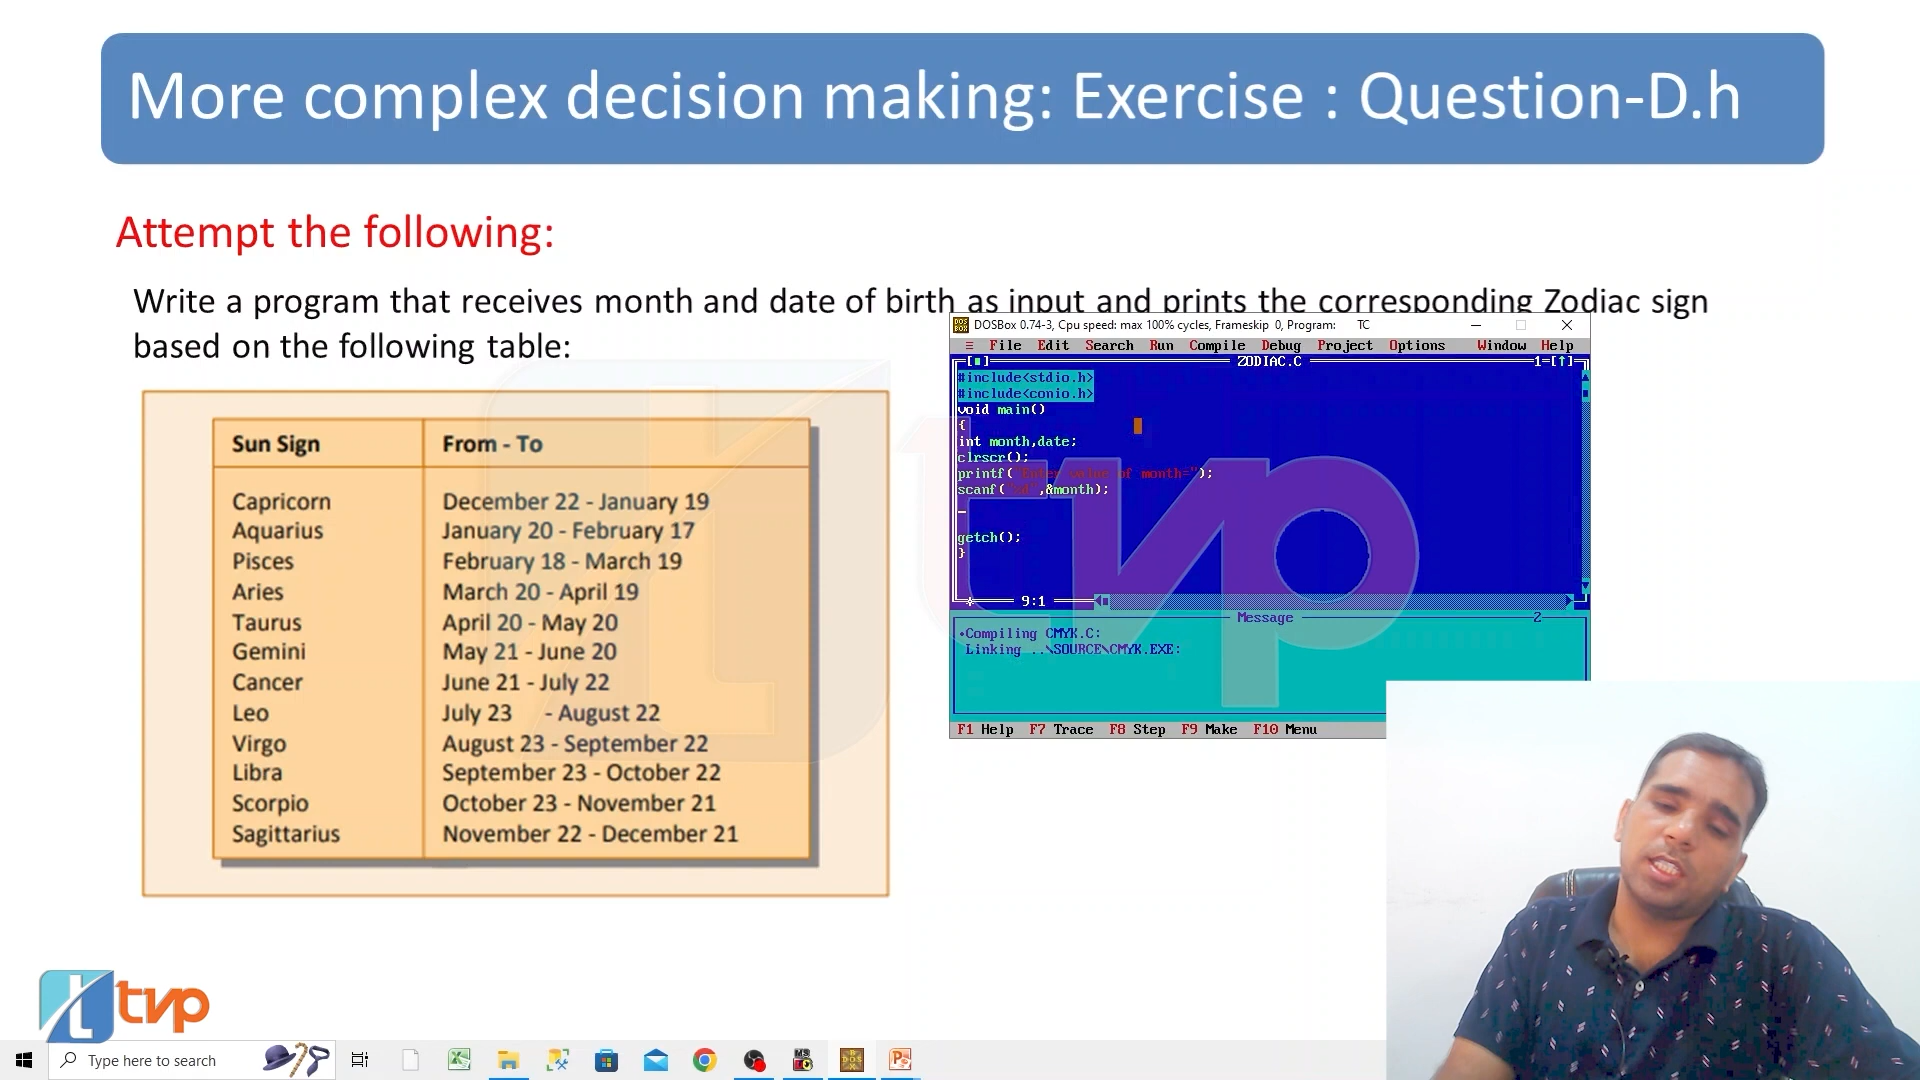 More complex decision making: Exercise : Question-D.h
Attempt the following:
Write a program that receives month and date of birth as input and prints the corresponding Zodiac sign
based on the following table:
Sun Sign From - To
Capricorn December 22 - January 19
Aquarius January 20 - February 17
Pisces February 18 - March 19
Aries March 20 - April 19
Taurus April 20 - May 20
Gemini May 21 - June 20
Cancer June 21 - July 22
Leo July 23 - August 22
Virgo August 23 - September 22
Libra September 23 - October 22
Scorpio October 23 - November 21
Sagittarius November 22 - December 21
DOSBox 0.74-3, Cpu speed: max 100% cycles, Frameskip 0, Program: TC
File Edit Search Run Compile Debug Project Options Window Help
ZODIAC.C 1=[↑]
#include<stdio.h>
#include<conio.h>
void main()
{
int month,date;
clrscr();
printf("Enter value of month=");
scanf("%d",&month);
getch();
}
9:1
Message 2
•Compiling CMYK.C:
Linking ..\SOURCE\CMYK.EXE:
F1 Help F7 Trace F8 Step F9 Make F10 Menu
tvp
tvp
Type here to search